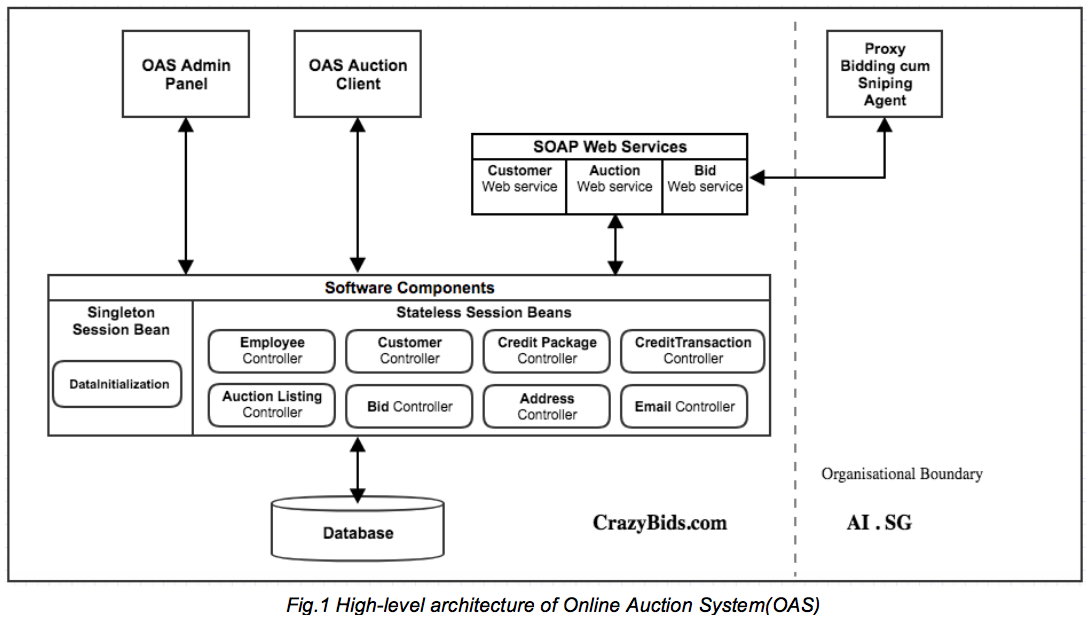 OAS Admin
Panel
OAS Auction
Client
Proxy
Bidding cum
Sniping
Agent
SOAP Web Services
Customer
Web service
Auction
Web service
Bid
Web service
Software Components
Singleton
Session Bean
DataInitialization
Stateless Session Beans
Employee
Controller
Customer
Controller
Credit Package
Controller
CreditTransaction
Controller
Auction Listing
Controller
Bid Controller
Address
Controller
Email Controller
Database
Organisational Boundary
CrazyBids.com
AI . SG
Fig.1 High-level architecture of Online Auction System(OAS)